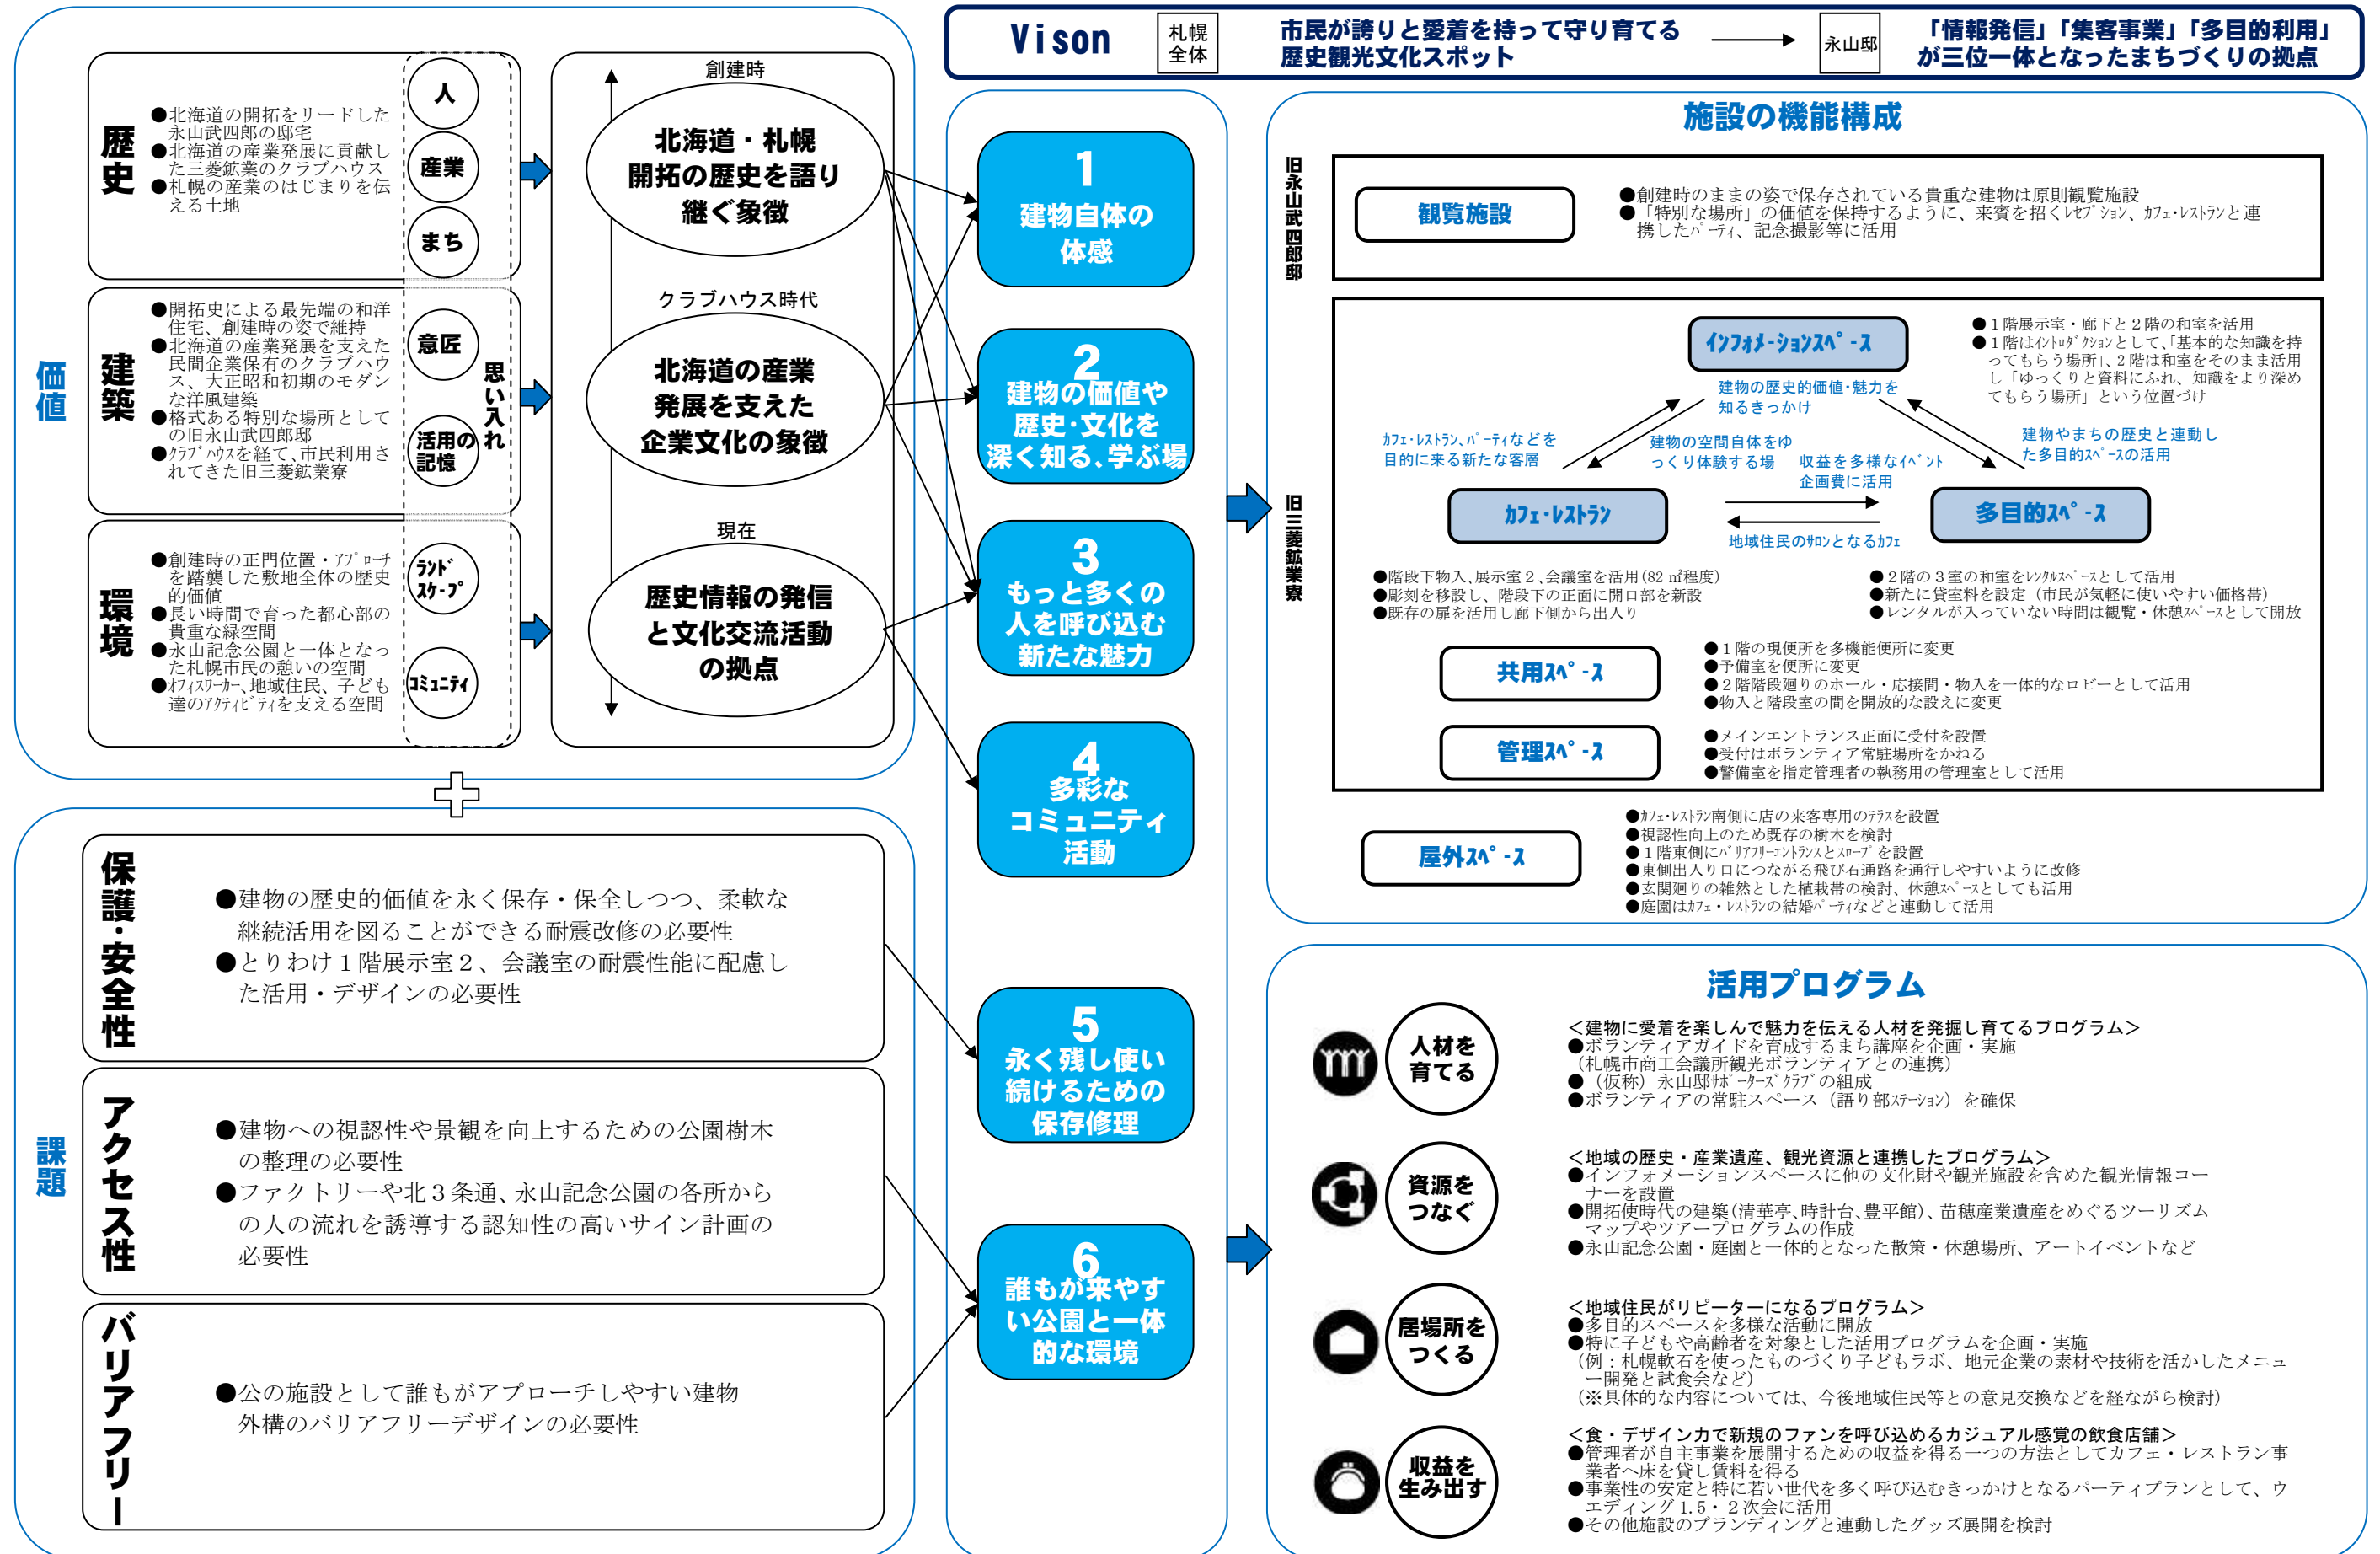 Vison
札幌
全体
市民が誇りと愛着を持って守り育てる
歴史観光文化スポット
永山邸
「情報発信」「集客事業」「多目的利用」
が三位一体となったまちづくりの拠点
価値
歴史
●北海道の開拓をリードした
永山武四郎の邸宅
●北海道の産業発展に貢献し
た三菱鉱業のクラブハウス
●札幌の産業のはじまりを伝
える土地
人
産業
まち
建築
●開拓史による最先端の和洋
住宅、創建時の姿で維持
●北海道の産業発展を支えた
民間企業保有のクラブハウ
ス、大正昭和初期のモダン
な洋風建築
●格式ある特別な場所として
の旧永山武四郎邸
●クラブハウスを経て、市民利用さ
れてきた旧三菱鉱業寮
意匠
活用の
記憶
思い入れ
環境
●創建時の正門位置・アプローチ
を踏襲した敷地全体の歴史
的価値
●長い時間で育った都心部の
貴重な緑空間
●永山記念公園と一体となっ
た札幌市民の憩いの空間
●オフィスワーカー、地域住民、子ども
達のアクティビティを支える空間
ランド
スケープ
コミュニティ
創建時
北海道・札幌
開拓の歴史を語り
継ぐ象徴
クラブハウス時代
北海道の産業
発展を支えた
企業文化の象徴
現在
歴史情報の発信
と文化交流活動
の拠点
課題
保護・安全性
●建物の歴史的価値を永く保存・保全しつつ、柔軟な
継続活用を図ることができる耐震改修の必要性
●とりわけ1階展示室2、会議室の耐震性能に配慮し
た活用・デザインの必要性
アクセス性
●建物への視認性や景観を向上するための公園樹木
の整理の必要性
●ファクトリーや北3条通、永山記念公園の各所から
の人の流れを誘導する認知性の高いサイン計画の
必要性
バリアフリー
●公の施設として誰もがアプローチしやすい建物
外構のバリアフリーデザインの必要性
1
建物自体の
体感
2
建物の価値や
歴史・文化を
深く知る、学ぶ場
3
もっと多くの
人を呼び込む
新たな魅力
4
多彩な
コミュニティ
活動
5
永く残し使い
続けるための
保存修理
6
誰もが来やす
い公園と一体
的な環境
施設の機能構成
旧永山武四郎邸
観覧施設
●創建時のままの姿で保存されている貴重な建物は原則観覧施設
●「特別な場所」の価値を保持するように、来賓を招くレセプション、カフェ・レストランと連
携したパーティ、記念撮影等に活用
旧三菱鉱業寮
インフォメーションスペース
●1階展示室・廊下と2階の和室を活用
●1階はイントロダクションとして、「基本的な知識を持
ってもらう場所」、2階は和室をそのまま活用
し「ゆっくりと資料にふれ、知識をより深め
てもらう場所」という位置づけ
建物の歴史的価値・魅力を
知るきっかけ
カフェ・レストラン、パーティなどを
目的に来る新たな客層
建物の空間自体をゆ
っくり体験する場
収益を多様なイベント
企画費に活用
建物やまちの歴史と連動し
た多目的スペースの活用
カフェ・レストラン
多目的スペース
地域住民のサロンとなるカフェ
●階段下物入、展示室2、会議室を活用(82㎡程度)
●彫刻を移設し、階段下の正面に開口部を新設
●既存の扉を活用し廊下側から出入り
●2階の3室の和室をレンタルスペースとして活用
●新たに貸室料を設定(市民が気軽に使いやすい価格帯)
●レンタルが入っていない時間は観覧・休憩スペースとして開放
共用スペース
●1階の現便所を多機能便所に変更
●予備室を便所に変更
●2階階段廻りのホール・応接間・物入を一体的なロビーとして活用
●物入と階段室の間を開放的な設えに変更
管理スペース
●メインエントランス正面に受付を設置
●受付はボランティア常駐場所をかねる
●警備室を指定管理者の執務用の管理室として活用
屋外スペース
●カフェ・レストラン南側に店の来客専用のテラスを設置
●視認性向上のため既存の樹木を検討
●1階東側にバリアフリーエントランスとスロープを設置
●東側出入り口につながる飛び石通路を通行しやすいように改修
●玄関廻りの雑然とした植栽帯の検討、休憩スペースとしても活用
●庭園はカフェ・レストランの結婚パーティなどと連動して活用
活用プログラム
人材を
育てる
<建物に愛着を楽しんで魅力を伝える人材を発掘し育てるプログラム>
●ボランティアガイドを育成するまち講座を企画・実施
(札幌市商工会議所観光ボランティアとの連携)
●(仮称)永山邸サポーターズクラブの組成
●ボランティアの常駐スペース(語り部ステーション)を確保
資源を
つなぐ
<地域の歴史・産業遺産、観光資源と連携したプログラム>
●インフォメーションスペースに他の文化財や観光施設を含めた観光情報コー
ナーを設置
●開拓使時代の建築(清華亭、時計台、豊平館)、苗穂産業遺産をめぐるツーリズム
マップやツアープログラムの作成
●永山記念公園・庭園と一体的となった散策・休憩場所、アートイベントなど
居場所を
つくる
<地域住民がリピーターになるプログラム>
●多目的スペースを多様な活動に開放
●特に子どもや高齢者を対象とした活用プログラムを企画・実施
(例:札幌軟石を使ったものづくり子どもラボ、地元企業の素材や技術を活かしたメニュ
ー開発と試食会など)
(※具体的な内容については、今後地域住民等との意見交換などを経ながら検討)
収益を
生み出す
<食・デザイン力で新規のファンを呼び込めるカジュアル感覚の飲食店舗>
●管理者が自主事業を展開するための収益を得る一つの方法としてカフェ・レストラン事
業者へ床を貸し賃料を得る
●事業性の安定と特に若い世代を多く呼び込むきっかけとなるパーティプランとして、ウ
エディング1.5・2次会に活用
●その他施設のブランディングと連動したグッズ展開を検討